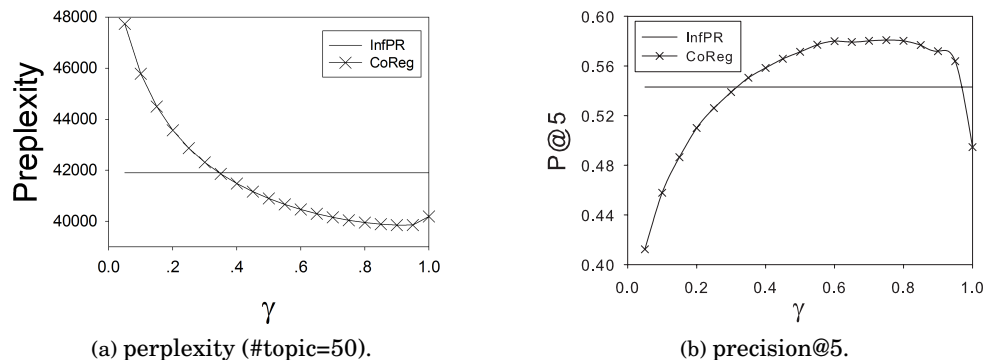 48000
46000
44000
42000
40000
Preplexity
InfPR
CoReg
0.0 .2 .4 .6 .8 1.0
γ
(a) perplexity (#topic=50).
0.60
0.56
0.52
0.48
0.44
0.40
P@5
InfPR
CoReg
0.0 0.2 0.4 0.6 0.8 1.0
γ
(b) precision@5.